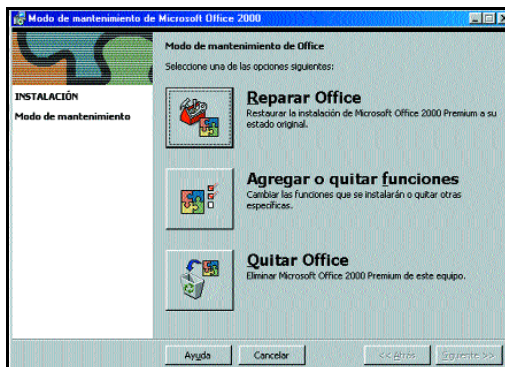 Modo de mantenimiento de Microsoft Office 2000
Modo de mantenimiento de Office
Seleccione una de las opciones siguientes:
INSTALACIÓN
Modo de mantenimiento
Reparar Office
Restaurar la instalación de Microsoft Office 2000 Premium a su
estado original.
Agregar o quitar funciones
Cambiar las funciones que se instalarán o quitar otras
específicas.
Quitar Office
Eliminar Microsoft Office 2000 Premium de este equipo.
Ayuda
Cancelar
<< Atrás
Siguiente >>